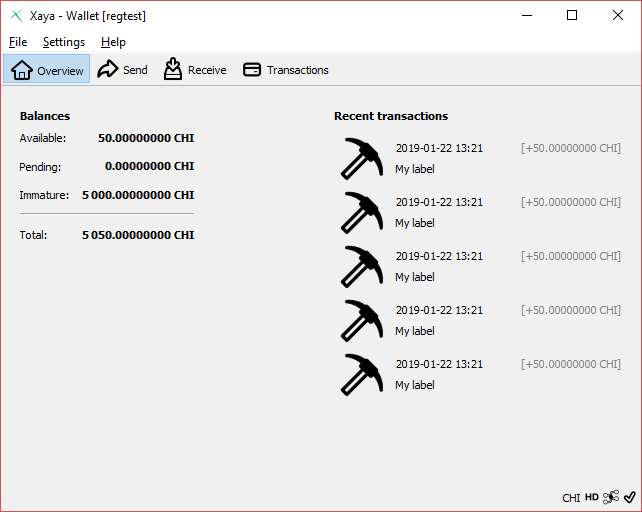 Xaya - Wallet [regtest]
File Settings Help
Overview Send Receive Transactions
Balances
Available: 50.00000000 CHI
Pending: 0.00000000 CHI
Immature: 5 000.00000000 CHI
Total: 5 050.00000000 CHI
Recent transactions
2019-01-22 13:21 [+50.00000000 CHI]
My label
2019-01-22 13:21 [+50.00000000 CHI]
My label
2019-01-22 13:21 [+50.00000000 CHI]
My label
2019-01-22 13:21 [+50.00000000 CHI]
My label
2019-01-22 13:21 [+50.00000000 CHI]
My label
CHI HD